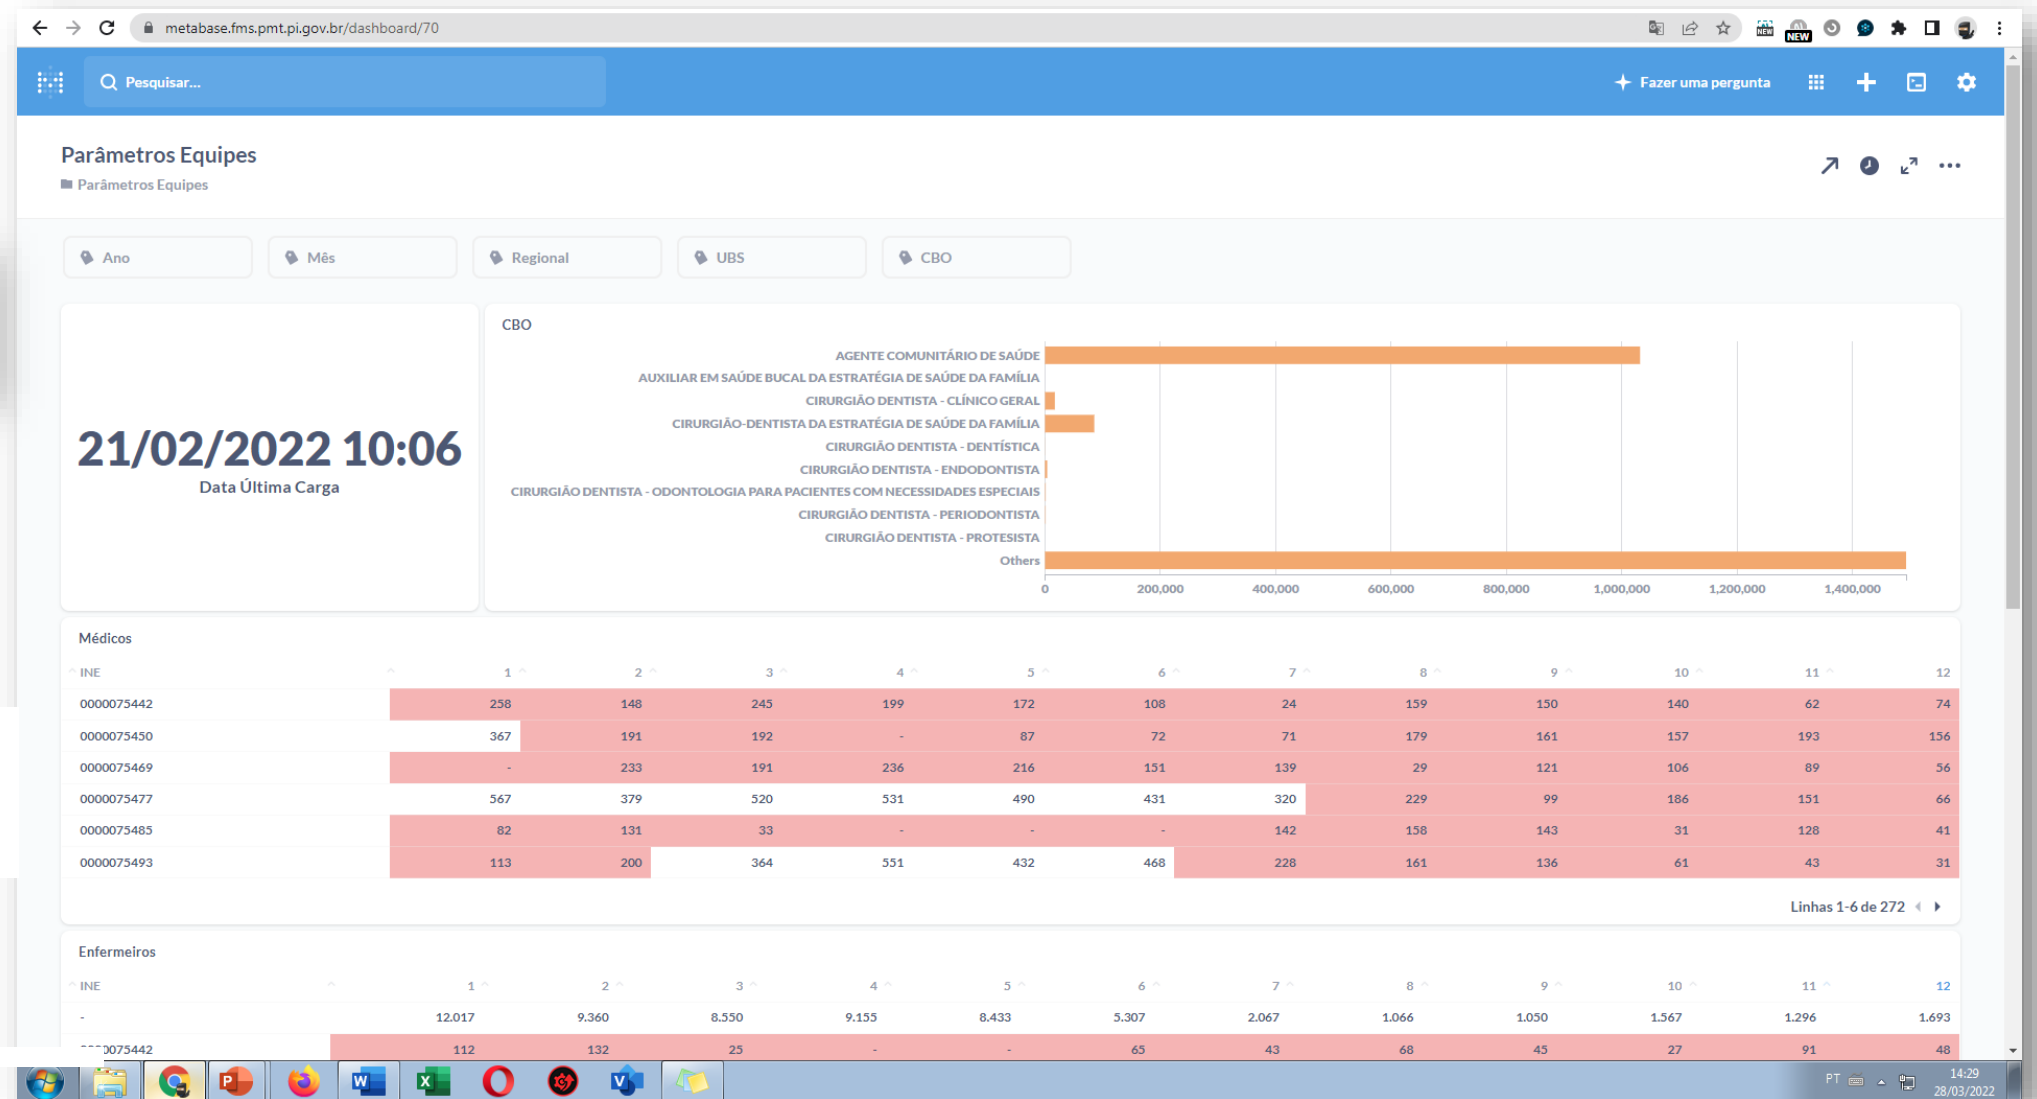 metabase.fms.pmt.pi.gov.br/dashboard/70
NEW
NEW
Pesquisar...
Fazer uma pergunta
Parâmetros Equipes
Parâmetros Equipes
Ano Mês Regional UBS CBO
21/02/2022 10:06
Data Última Carga
CBO
AGENTE COMUNITÁRIO DE SAÚDE
AUXILIAR EM SAÚDE BUCAL DA ESTRATÉGIA DE SAÚDE DA FAMÍLIA
CIRURGIÃO DENTISTA - CLÍNICO GERAL
CIRURGIÃO-DENTISTA DA ESTRATÉGIA DE SAÚDE DA FAMÍLIA
CIRURGIÃO DENTISTA - DENTÍSTICA
CIRURGIÃO DENTISTA - ENDODONTISTA
CIRURGIÃO DENTISTA - ODONTOLOGIA PARA PACIENTES COM NECESSIDADES ESPECIAIS
CIRURGIÃO DENTISTA - PERIODONTISTA
CIRURGIÃO DENTISTA - PROTESISTA
Others
0 200,000 400,000 600,000 800,000 1,000,000 1,200,000 1,400,000
Médicos
INE 1 2 3 4 5 6 7 8 9 10 11 12
0000075442 258 148 245 199 172 108 24 159 150 140 62 74
0000075450 367 191 192 - 87 72 71 179 161 157 193 156
0000075469 - 233 191 236 216 151 139 29 121 106 89 56
0000075477 567 379 520 531 490 431 320 229 99 186 151 66
0000075485 82 131 33 - - - 142 158 143 31 128 41
0000075493 113 200 364 551 432 468 228 161 136 61 43 31
Linhas 1-6 de 272
Enfermeiros
INE 1 2 3 4 5 6 7 8 9 10 11 12
- 12.017 9.360 8.550 9.155 8.433 5.307 2.067 1.066 1.050 1.567 1.296 1.693
0000075442 112 132 25 - - 65 43 68 45 27 91 48
PT
14:29
28/03/2022